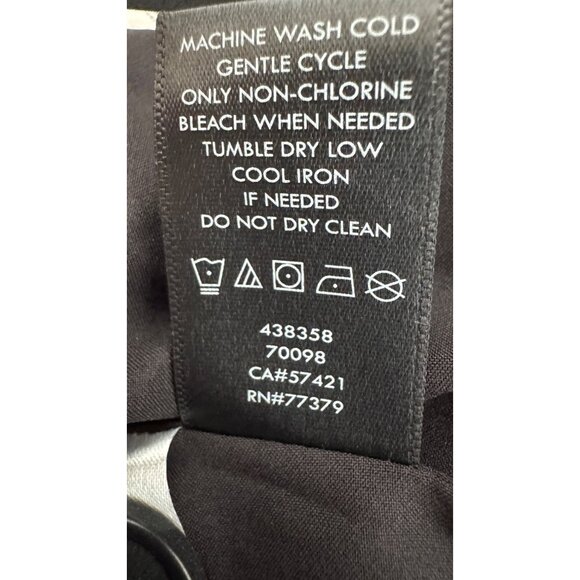 MACHINE WASH COLD
GENTLE CYCLE
ONLY NON-CHLORINE
BLEACH WHEN NEEDED
TUMBLE DRY LOW
COOL IRON
IF NEEDED
DO NOT DRY CLEAN
438358
70098
CA#57421
RN#77379